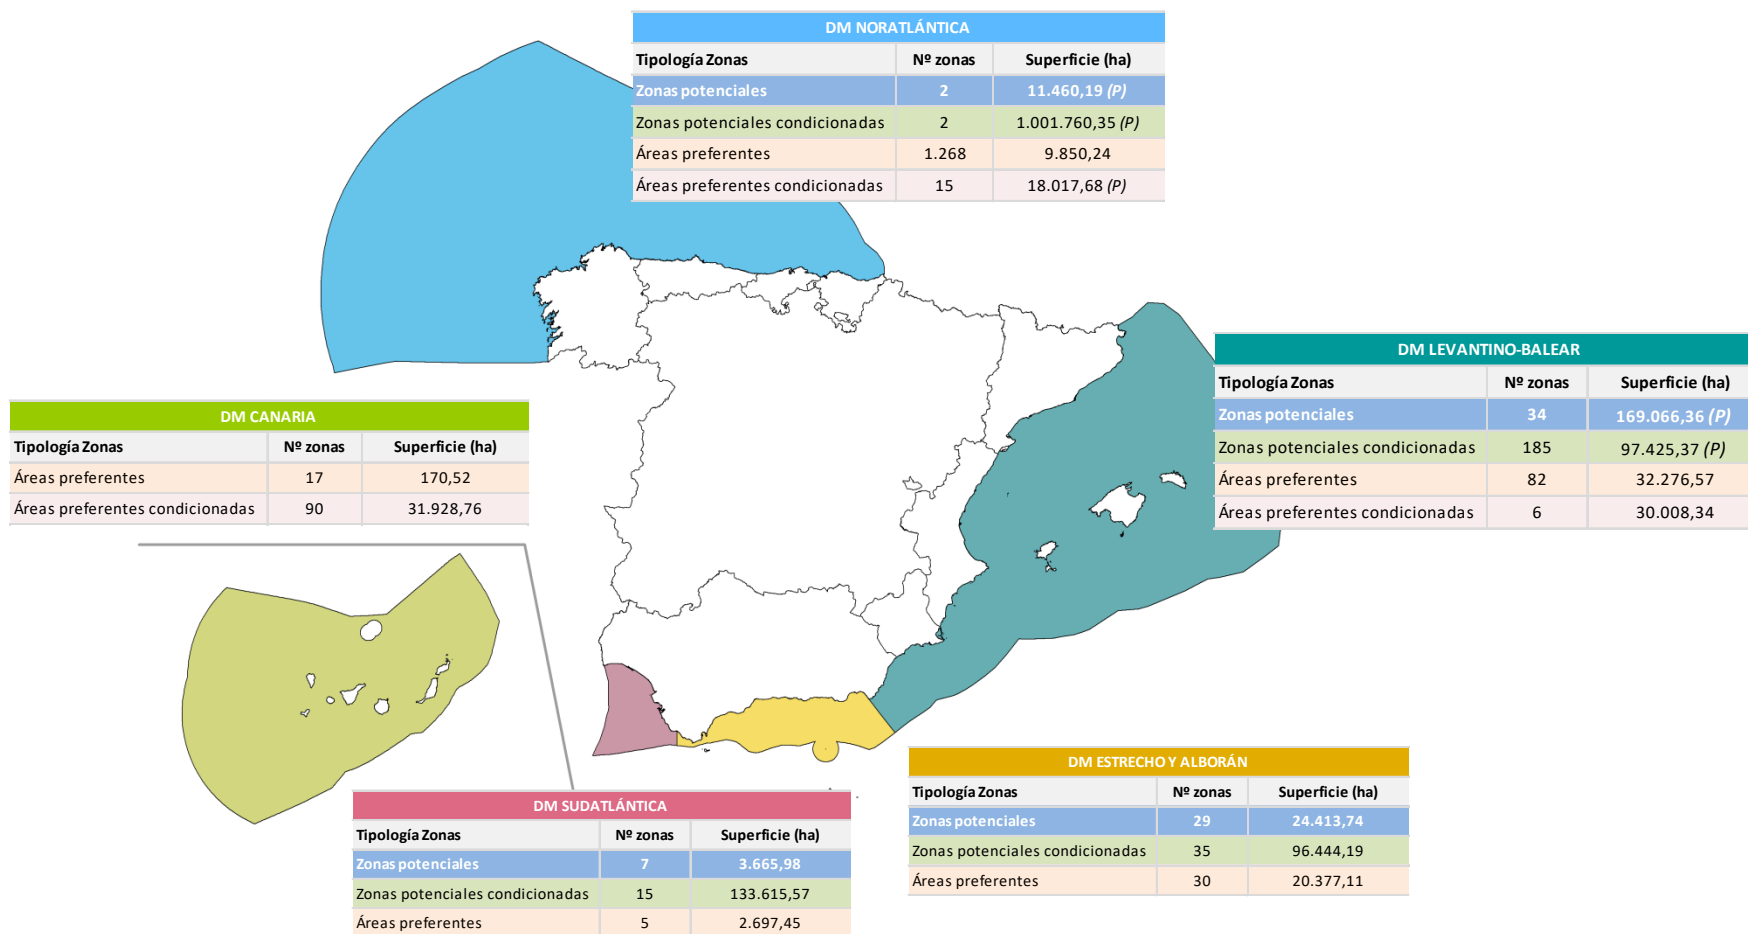 DM NORATLÁNTICA
Tipología Zonas Nº zonas Superficie (ha)
Zonas potenciales 2 11.460,19 (P)
Zonas potenciales condicionadas 2 1.001.760,35 (P)
Áreas preferentes 1.268 9.850,24
Áreas preferentes condicionadas 15 18.017,68 (P)
DM LEVANTINO-BALEAR
Tipología Zonas Nº zonas Superficie (ha)
Zonas potenciales 34 169.066,36 (P)
Zonas potenciales condicionadas 185 97.425,37 (P)
Áreas preferentes 82 32.276,57
Áreas preferentes condicionadas 6 30.008,34
DM CANARIA
Tipología Zonas Nº zonas Superficie (ha)
Áreas preferentes 17 170,52
Áreas preferentes condicionadas 90 31.928,76
DM ESTRECHO Y ALBORÁN
Tipología Zonas Nº zonas Superficie (ha)
Zonas potenciales 29 24.413,74
Zonas potenciales condicionadas 35 96.444,19
Áreas preferentes 30 20.377,11
DM SUDATLÁNTICA
Tipología Zonas Nº zonas Superficie (ha)
Zonas potenciales 7 3.665,98
Zonas potenciales condicionadas 15 133.615,57
Áreas preferentes 5 2.697,45